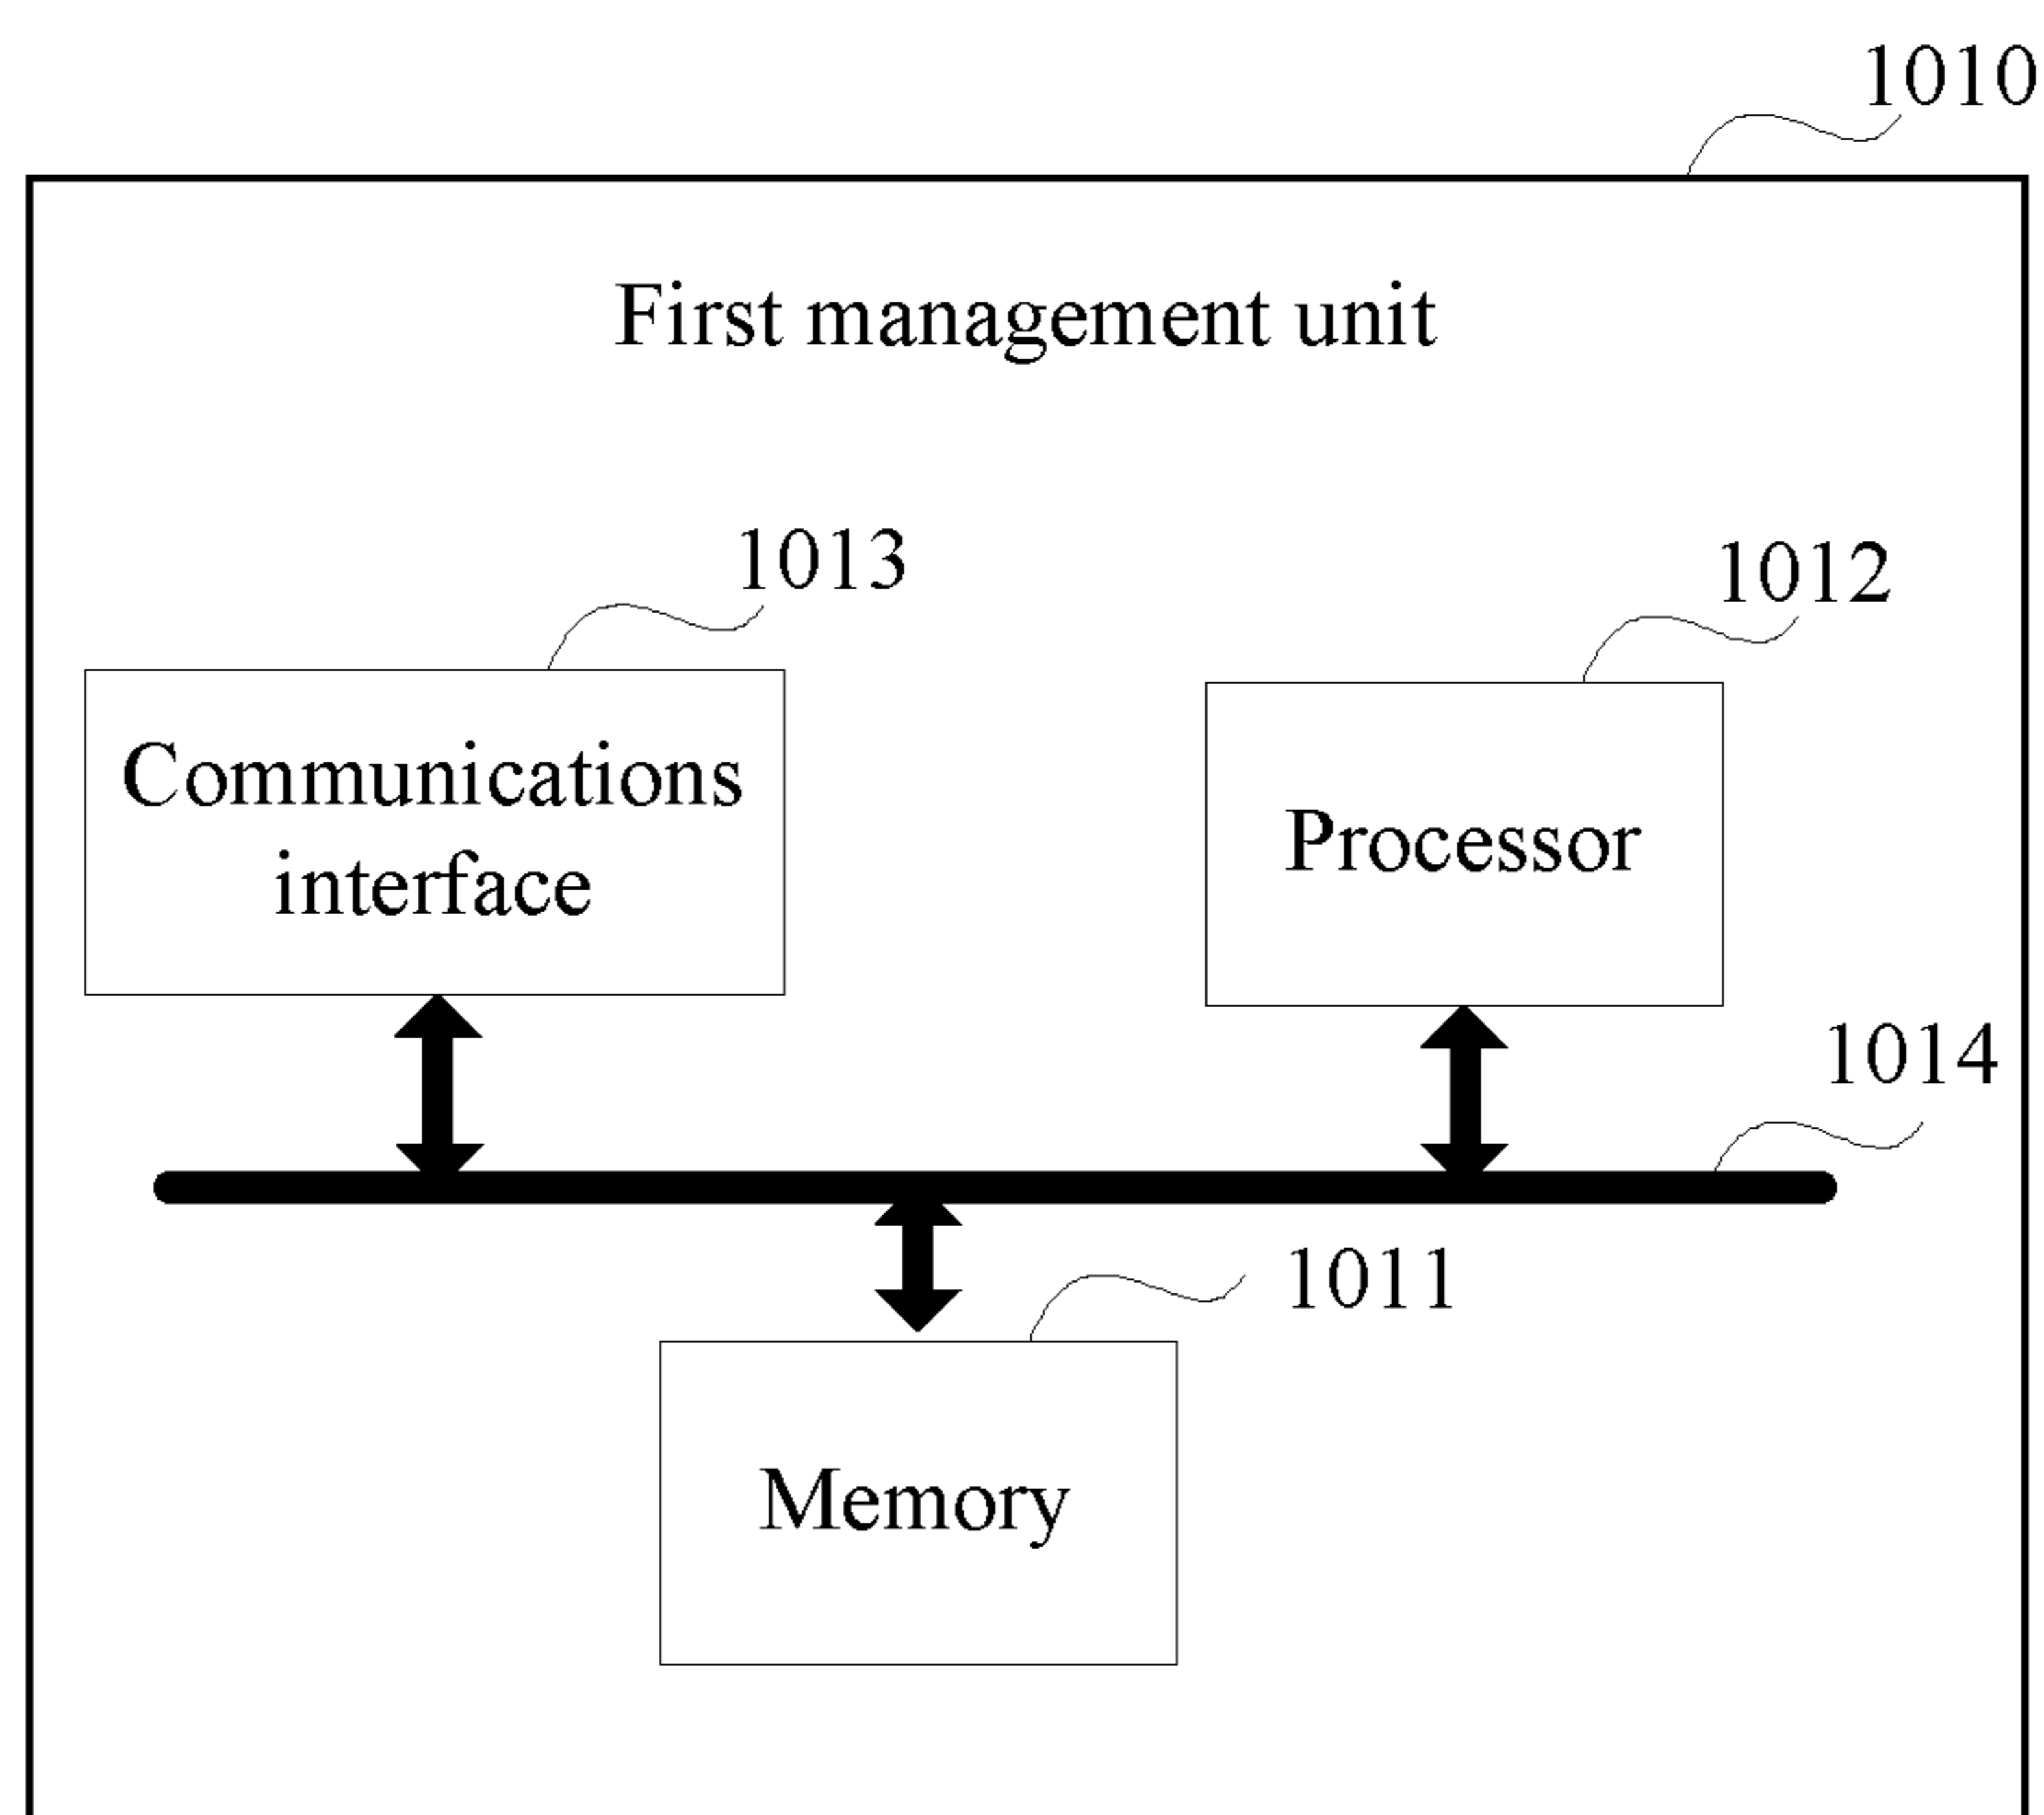 1010
First management unit
1013
1012
Communications
interface
Processor
1014
1011
Memory